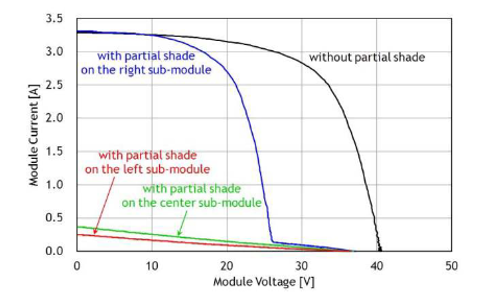 3.5
3.0
2.5
2.0
1.5
1.0
0.5
0.0
Module Current [A]
with partial shade
on the right sub-module
without partial shade
with partial shade
on the left sub-module
with partial shade
on the center sub-module
0 10 20 30 40 50
Module Voltage [V]